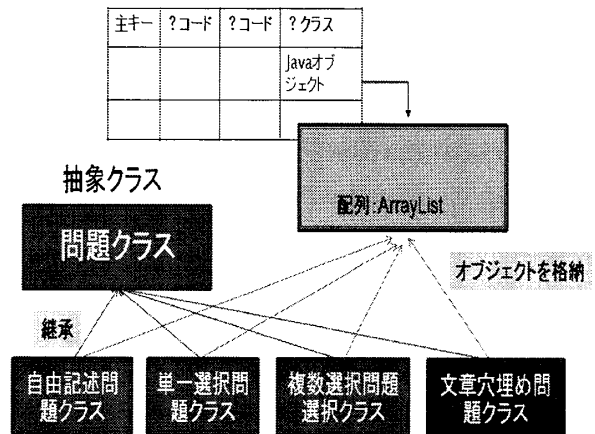 主キー ?コード ?コード ?クラス
Javaオブ
ジェクト
配列:ArrayList
抽象クラス
問題クラス
オブジェクトを格納
継承
自由記述問
題クラス
単一選択問
題クラス
複数選択問題
選択クラス
文章穴埋め問
題クラス